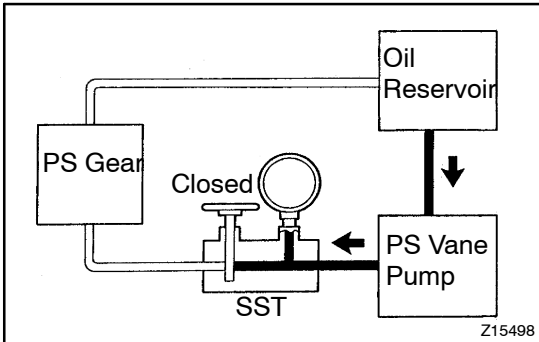 Oil
Reservoir
PS Gear
Closed
PS Vane
Pump
SST
Z15498